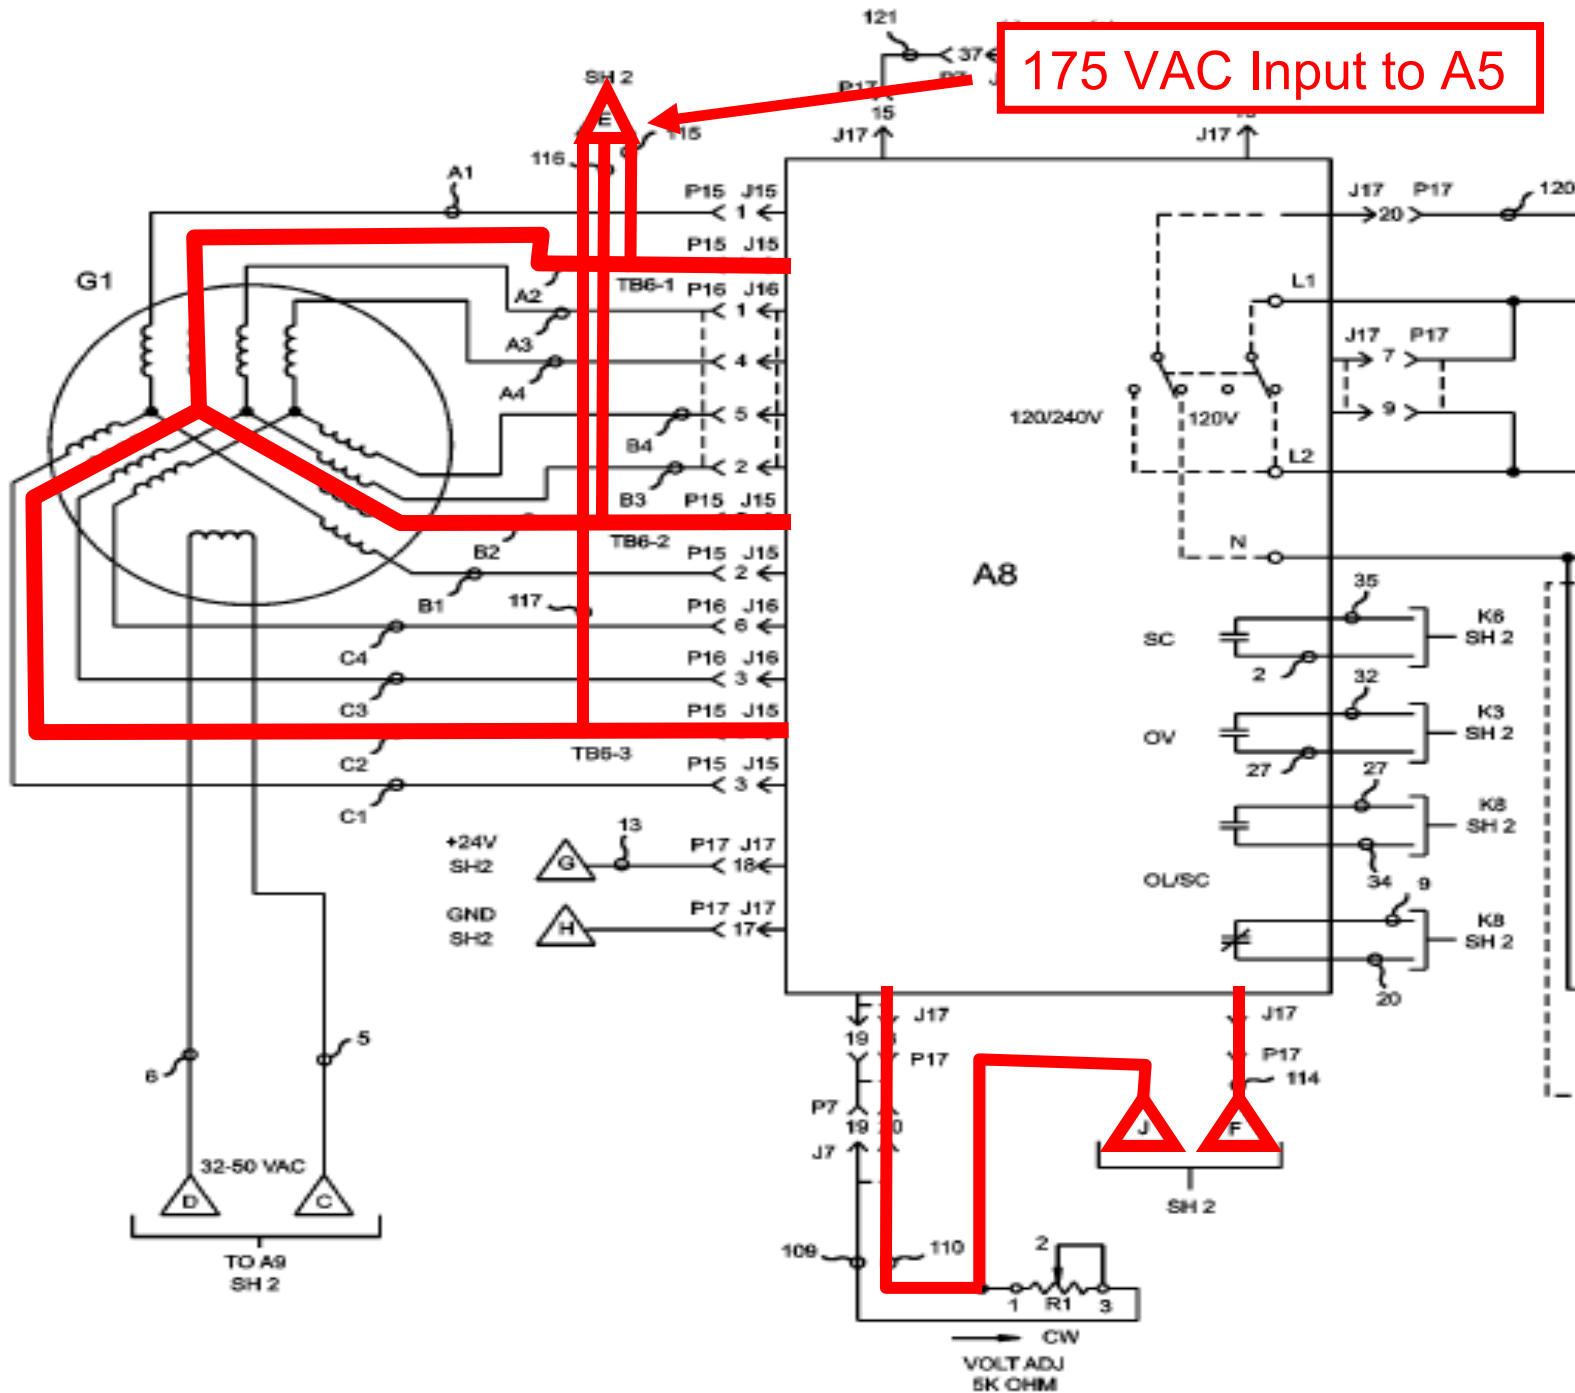 121
37
175 VAC Input to A5
SH 2
E
P17
15
J17
J17
115
116
A1
P15 J15
1
J17 P17
20
120
P15 J15
G1
TB6-1
A2
P16 J16
1
L1
A3
4
J17 P17
7
A4
120/240V
120V
9
5
B4
L2
2
B3
P15 J15
N
TB6-2
B2
P15 J15
2
A8
B1
117
P16 J16
6
35
SC
K6
SH 2
2
C4
P16 J16
3
32
C3
P15 J15
OV
K3
SH 2
TB6-3
C2
P15 J15
3
27
27
C1
K8
SH 2
+24V
SH2
G
13
P17 J17
18
OL/SC
34
9
GND
SH2
H
P17 J17
17
K8
SH 2
20
J17
J17
19
P17
P17
5
6
114
P7
19
J7
J
F
32-50 VAC
D
C
SH 2
TO A9
SH 2
109
110
2
1
R1
3
CW
VOLT ADJ
5K OHM